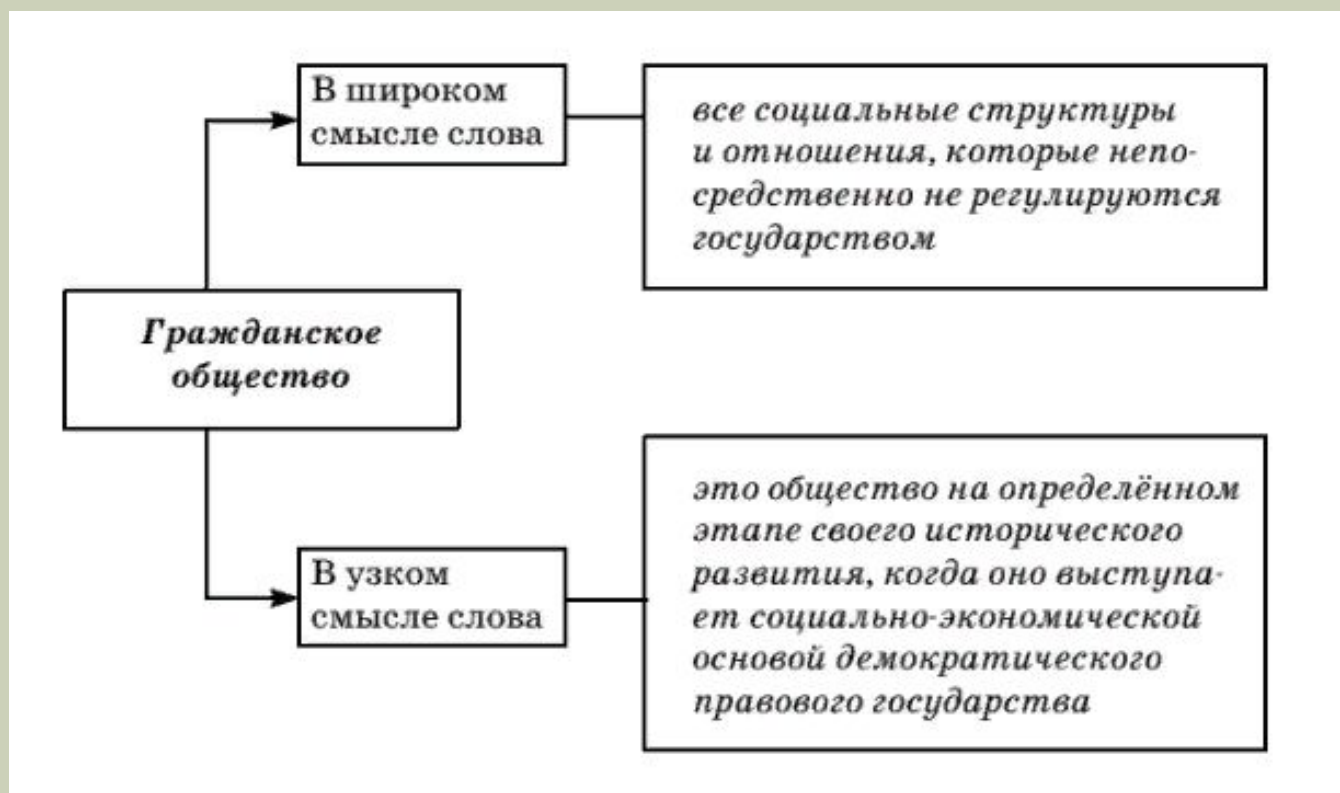 В широком
смысле слова
все социальные структуры
и отношения, которые непо-
средственно не регулируются
государством
Гражданское
общество
В узком
смысле слова
это общество на определённом
этапе своего исторического
развития, когда оно выступа-
ет социально-экономической
основой демократического
правового государства